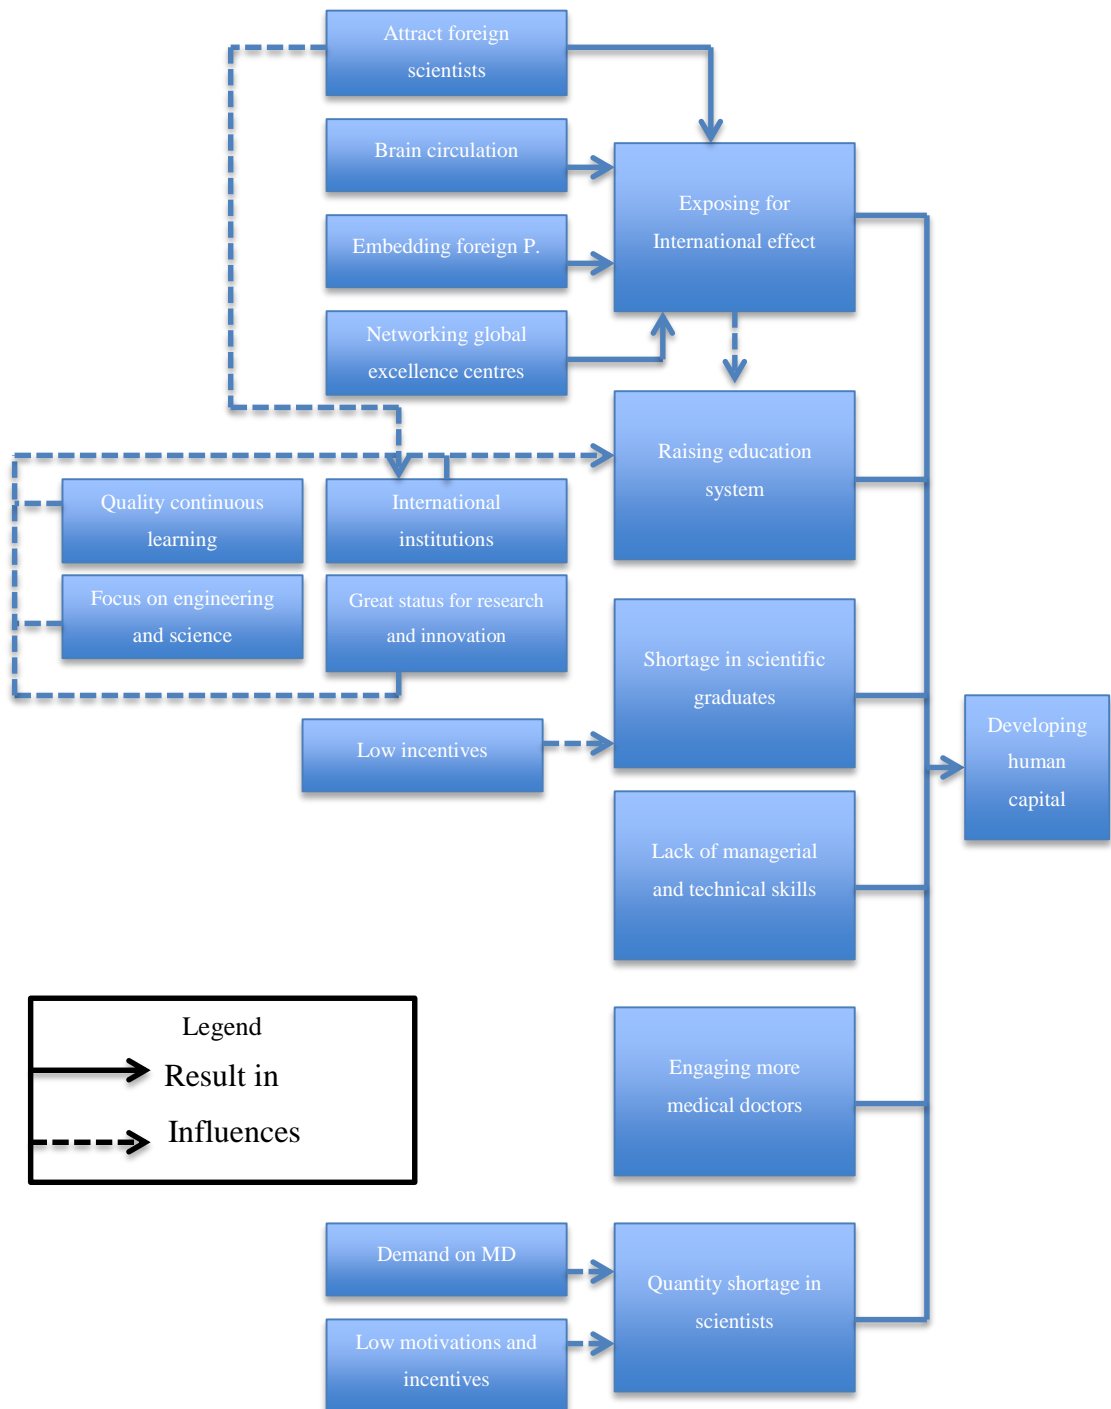 Attract foreign
scientists
Brain circulation
Exposing for
International effect
Embedding foreign P.
Networking global
excellence centres
Raising education
system
Quality continuous
learning
International
institutions
Focus on engineering
and science
Great status for research
and innovation
Shortage in scientific
graduates
Low incentives
Developing
human
capital
Lack of managerial
and technical skills
Legend
Result in
Influences
Engaging more
medical doctors
Demand on MD
Quantity shortage in
scientists
Low motivations and
incentives